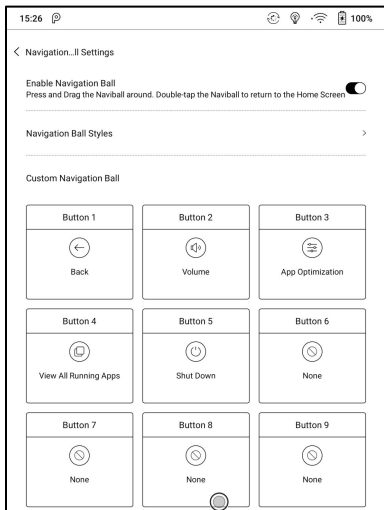 15:26 100%
Navigation...ll Settings
Enable Navigation Ball
Press and Drag the Naviball around. Double-tap the Naviball to return to the Home Screen
Navigation Ball Styles
Custom Navigation Ball
Button 1 Button 2 Button 3
Back Volume App Optimization
Button 4 Button 5 Button 6
View All Running Apps Shut Down None
Button 7 Button 8 Button 9
None None None